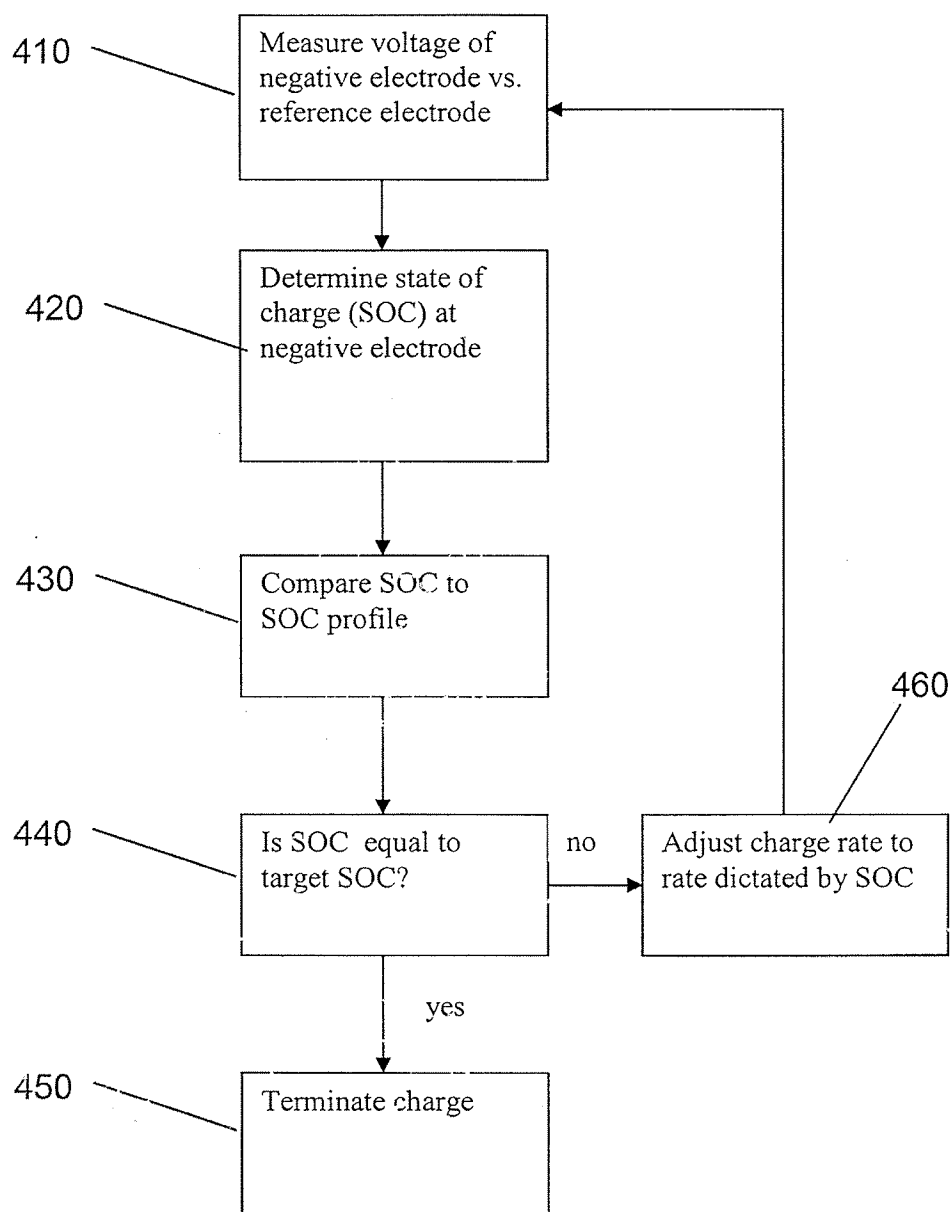 410
Measure voltage of
negative electrode vs.
reference electrode
420
Determine state of
charge (SOC) at
negative electrode
430
Compare SOC to
SOC profile
440
Is SOC equal to
target SOC?
no
460
Adjust charge rate to
rate dictated by SOC
yes
450
Terminate charge